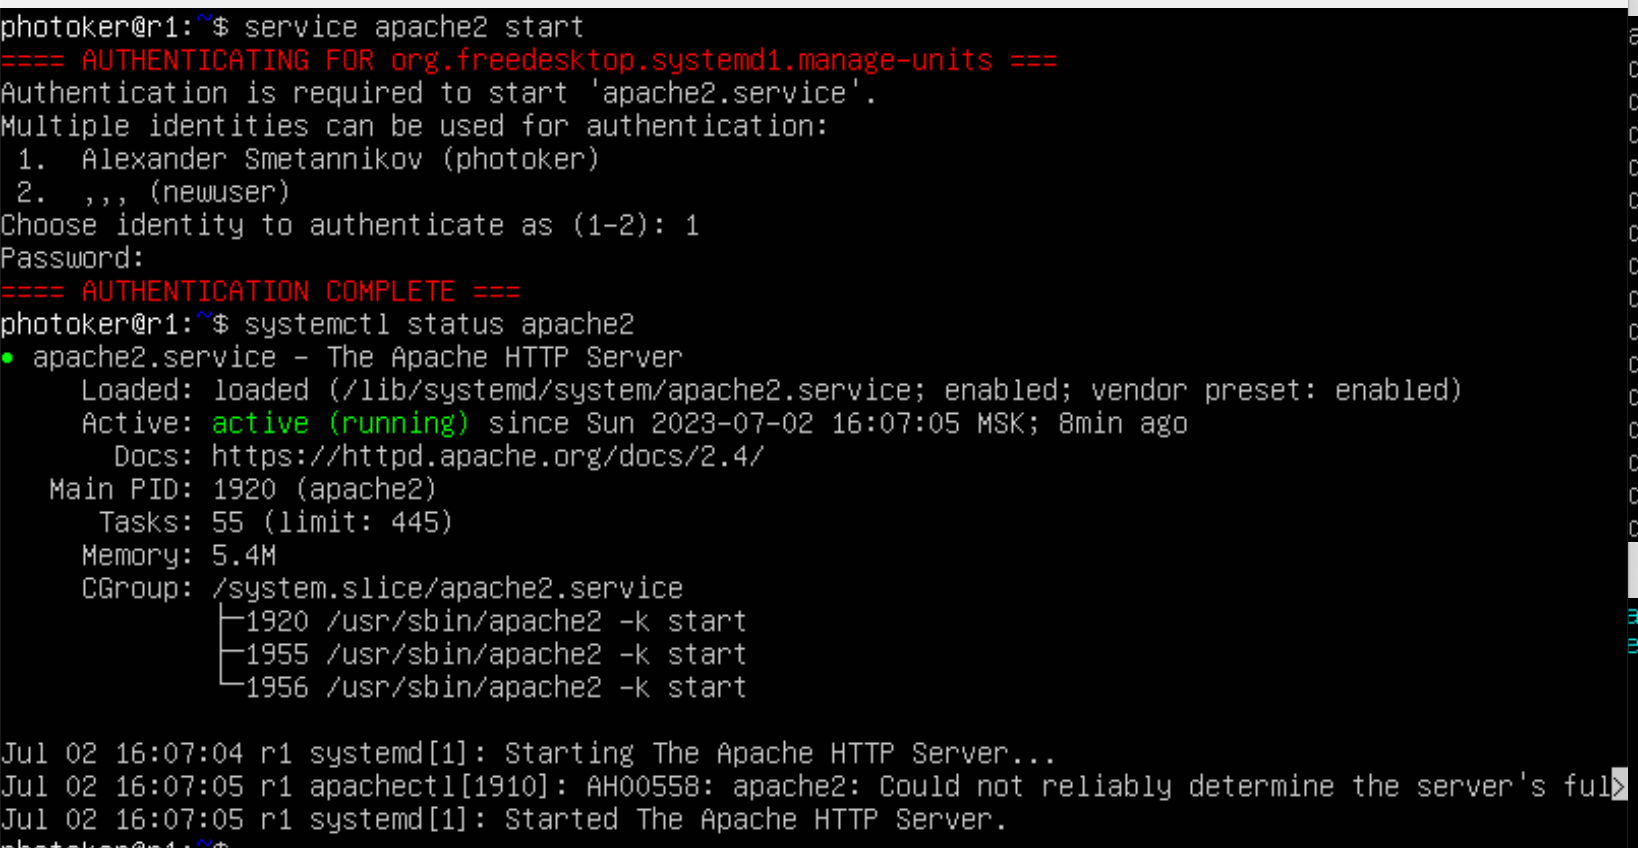 photoker@r1:~$ service apache2 start
==== AUTHENTICATING FOR org.freedesktop.systemd1.manage-units ===
Authentication is required to start 'apache2.service'.
Multiple identities can be used for authentication:
 1.  Alexander Smetannikov (photoker)
 2.  ,,, (newuser)
Choose identity to authenticate as (1-2): 1
Password:
==== AUTHENTICATION COMPLETE ===
photoker@r1:~$ systemctl status apache2
● apache2.service - The Apache HTTP Server
     Loaded: loaded (/lib/systemd/system/apache2.service; enabled; vendor preset: enabled)
     Active: active (running) since Sun 2023-07-02 16:07:05 MSK; 8min ago
       Docs: https://httpd.apache.org/docs/2.4/
   Main PID: 1920 (apache2)
      Tasks: 55 (limit: 445)
     Memory: 5.4M
     CGroup: /system.slice/apache2.service
             ├─1920 /usr/sbin/apache2 -k start
             ├─1955 /usr/sbin/apache2 -k start
             └─1956 /usr/sbin/apache2 -k start

Jul 02 16:07:04 r1 systemd[1]: Starting The Apache HTTP Server...
Jul 02 16:07:05 r1 apachectl[1910]: AH00558: apache2: Could not reliably determine the server's ful>
Jul 02 16:07:05 r1 systemd[1]: Started The Apache HTTP Server.
photoker@r1:~$